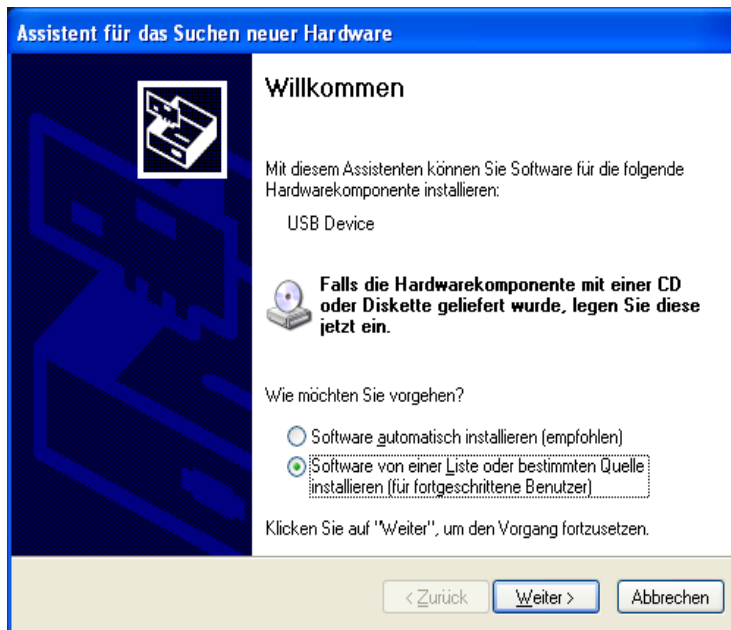 Assistent für das Suchen neuer Hardware
Willkommen
Mit diesem Assistenten können Sie Software für die folgende
Hardwarekomponente installieren:
USB Device
Falls die Hardwarekomponente mit einer CD
oder Diskette geliefert wurde, legen Sie diese
jetzt ein.
Wie möchten Sie vorgehen?
Software automatisch installieren (empfohlen)
Software von einer Liste oder bestimmten Quelle
installieren (für fortgeschrittene Benutzer)
Klicken Sie auf "Weiter", um den Vorgang fortzusetzen.
< Zurück Weiter > Abbrechen